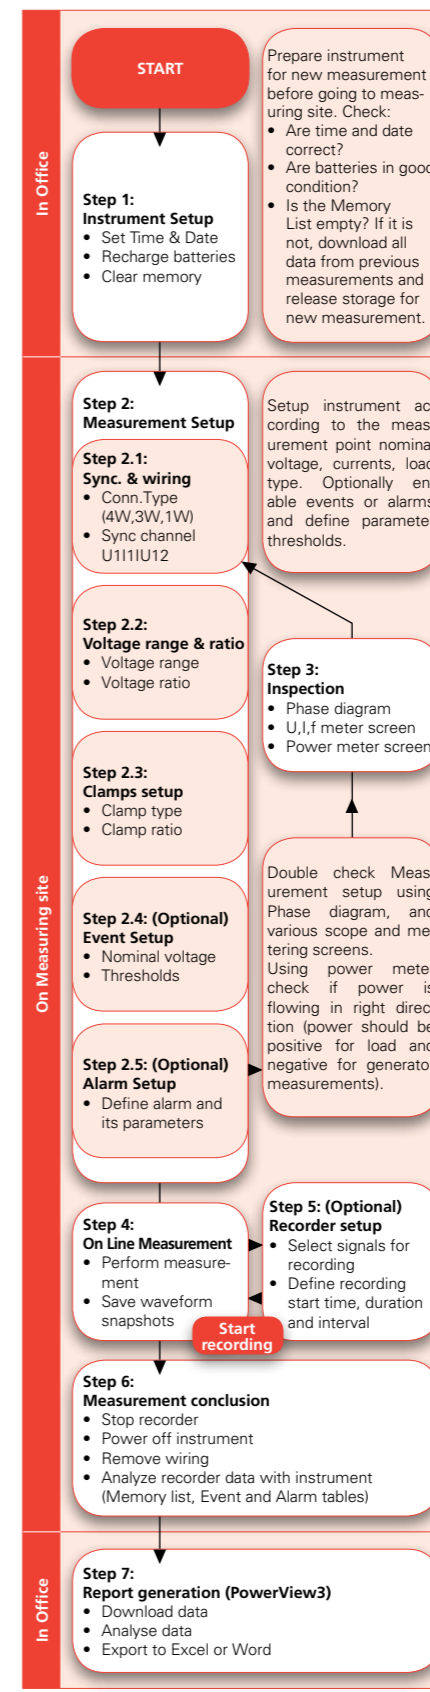 In Office
START
Prepare instrument
for new measurement
before going to meas-
uring site. Check:
• Are time and date
correct?
• Are batteries in good
condition?
• Is the Memory
List empty? If it is
not, download all
data from previous
measurements and
release storage for
new measurement.
Step 1:
Instrument Setup
• Set Time & Date
• Recharge batteries
• Clear memory
On Measuring site
Step 2:
Measurement Setup
Setup instrument ac
cording to the meas
urement point nomina
voltage, currents, load
type. Optionally en
able events or alarms
and define parameter
thresholds.
Step 2.1:
Sync. & wiring
• Conn.Type
(4W,3W,1W)
• Sync channel
U1I1IU12
Step 2.2:
Voltage range & ratio
• Voltage range
• Voltage ratio
Step 3:
Inspection
• Phase diagram
• U,I,f meter screen
• Power meter screen
Step 2.3:
Clamps setup
• Clamp type
• Clamp ratio
Step 2.4: (Optional)
Event Setup
• Nominal voltage
• Thresholds
Step 2.5: (Optional)
Alarm Setup
• Define alarm and
its parameters
Double check Meas
urement setup using
Phase diagram, and
various scope and me
tering screens.
Using power mete
check if power is
flowing in right direc
tion (power should be
positive for load and
negative for generato
measurements).
Step 4:
On Line Measurement
• Perform measure-
ment
• Save waveform
snapshots
Step 5: (Optional)
Recorder setup
• Select signals for
recording
• Define recording
start time, duration
and interval
Start
recording
Step 6:
Measurement conclusion
• Stop recorder
• Power off instrument
• Remove wiring
• Analyze recorder data with instrument
(Memory list, Event and Alarm tables)
In Office
Step 7:
Report generation (PowerView3)
• Download data
• Analyse data
• Export to Excel or Word